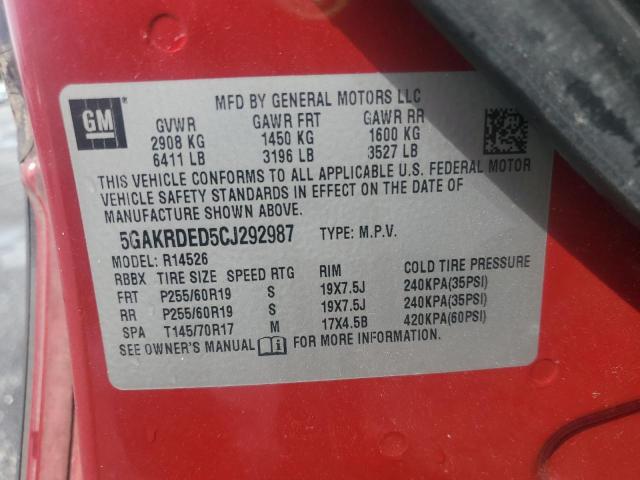 MFD BY GENERAL MOTORS LLC
GM
GVWR GAWR FRT GAWR RR
2908 KG 1450 KG 1600 KG
6411 LB 3196 LB 3527 LB
THIS VEHICLE CONFORMS TO ALL APPLICABLE U.S. FEDERAL MOTOR
VEHICLE SAFETY STANDARDS IN EFFECT ON THE DATE OF
MANUFACTURE SHOWN ABOVE.
5GAKRDED5CJ292987 TYPE: M.P.V.
MODEL: R14526
RBBX TIRE SIZE SPEED RTG RIM COLD TIRE PRESSURE
FRT P255/60R19 S 19X7.5J 240KPA(35PSI)
RR P255/60R19 S 19X7.5J 240KPA(35PSI)
SPA T145/70R17 M 17X4.5B 420KPA(60PSI)
SEE OWNER'S MANUAL i FOR MORE INFORMATION.